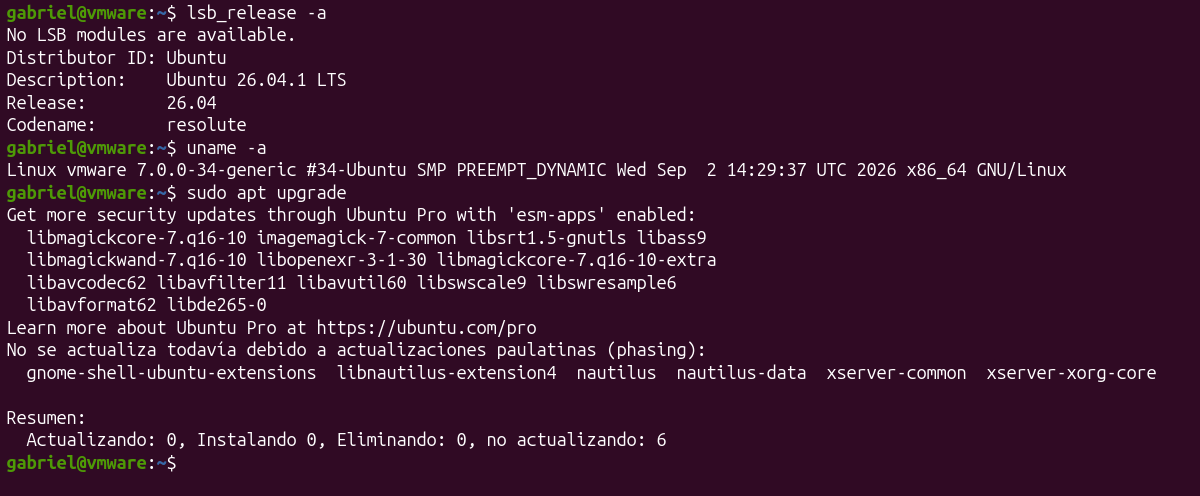 gabriel@vmware:~$ lsb_release -a
No LSB modules are available.
Distributor ID: Ubuntu
Description:    Ubuntu 26.04.1 LTS
Release:        26.04
Codename:       resolute
gabriel@vmware:~$ uname -a
Linux vmware 7.0.0-34-generic #34-Ubuntu SMP PREEMPT_DYNAMIC Wed Sep  2 14:29:37 UTC 2026 x86_64 GNU/Linux
gabriel@vmware:~$ sudo apt upgrade
Get more security updates through Ubuntu Pro with 'esm-apps' enabled:
  libmagickcore-7.q16-10 imagemagick-7-common libsrt1.5-gnutls libass9
  libmagickwand-7.q16-10 libopenexr-3-1-30 libmagickcore-7.q16-10-extra
  libavcodec62 libavfilter11 libavutil60 libswscale9 libswresample6
  libavformat62 libde265-0
Learn more about Ubuntu Pro at https://ubuntu.com/pro
No se actualiza todavía debido a actualizaciones paulatinas (phasing):
  gnome-shell-ubuntu-extensions  libnautilus-extension4  nautilus  nautilus-data  xserver-common  xserver-xorg-core

Resumen:
  Actualizando: 0, Instalando 0, Eliminando: 0, no actualizando: 6
gabriel@vmware:~$